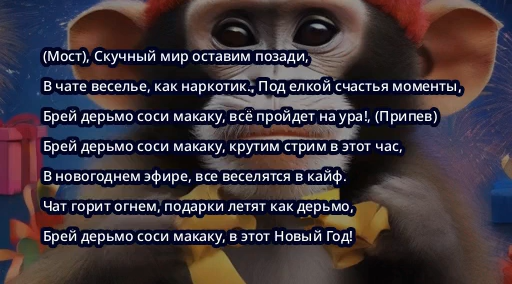 (Мост), Скучный мир оставим позади,
В чате веселье, как наркотик., Под елкой счастья моменты,
Брей дерьмо соси макаку, всё пройдет на ура!, (Припев)
Брей дерьмо соси макаку, крутим стрим в этот час,
В новогоднем эфире, все веселятся в кайф.
Чат горит огнем, подарки летят как дерьмо,
Брей дерьмо соси макаку, в этот Новый Год!